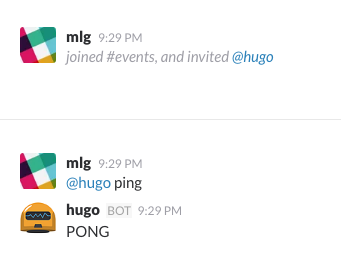 mlg 9:29 PM
joined #events, and invited @hugo
mlg 9:29 PM
@hugo ping
hugo BOT 9:29 PM
PONG